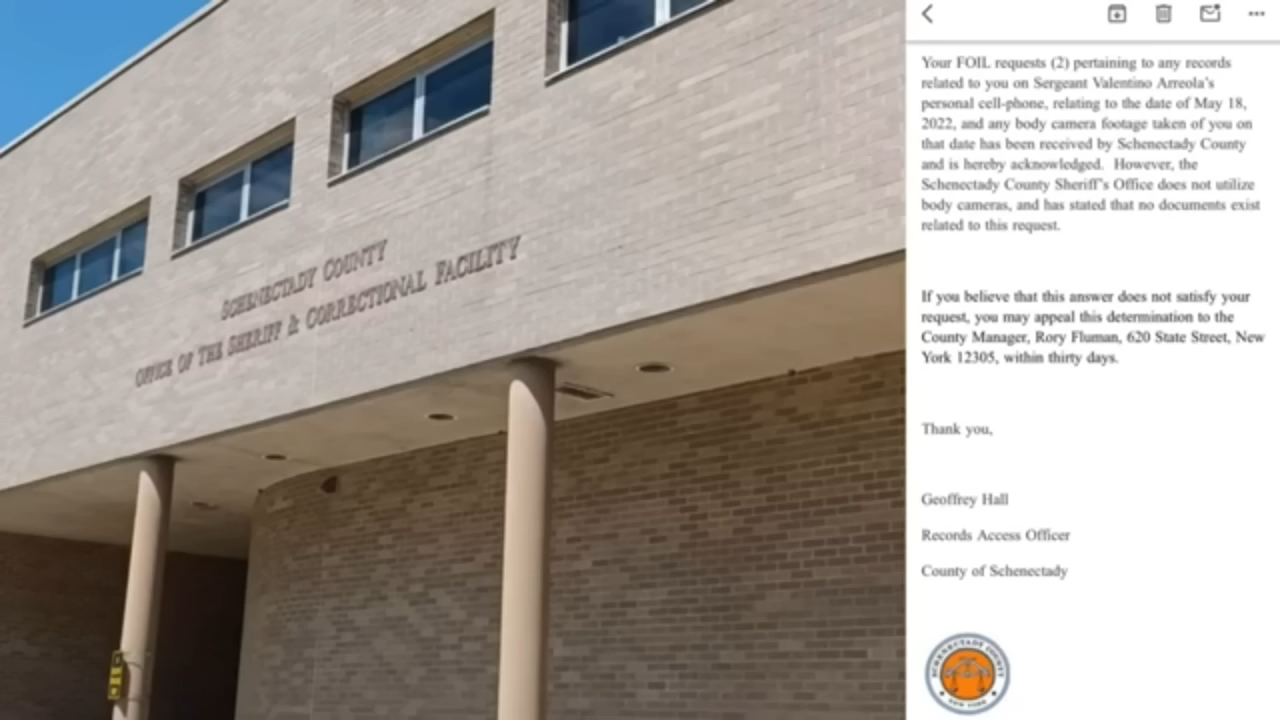 SCHENECTADY COUNTY
OFFICE OF THE SHERIFF & CORRECTIONAL FACILITY
Your FOIL requests (2) pertaining to any records
related to you on Sergeant Valentino Arreola's
personal cell-phone, relating to the date of May 18,
2022, and any body camera footage taken of you on
that date has been received by Schenectady County
and is hereby acknowledged. However, the
Schenectady County Sheriff's Office does not utilize
body cameras, and has stated that no documents exist
related to this request.
If you believe that this answer does not satisfy your
request, you may appeal this determination to the
County Manager, Rory Fluman, 620 State Street, New
York 12305, within thirty days.
Thank you,
Geoffrey Hall
Records Access Officer
County of Schenectady
SCHENECTADY COUNTY
NEW YORK